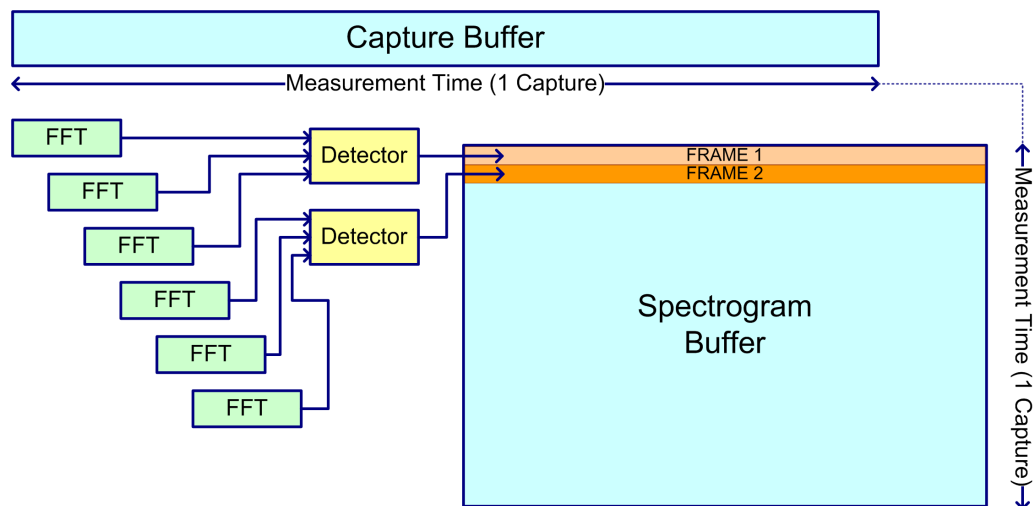 Capture Buffer
Measurement Time (1 Capture)
FFT
Detector
FRAME 1
FRAME 2
FFT
FFT
Detector
FFT
FFT
FFT
Spectrogram
Buffer
Measurement Time (1 Capture)